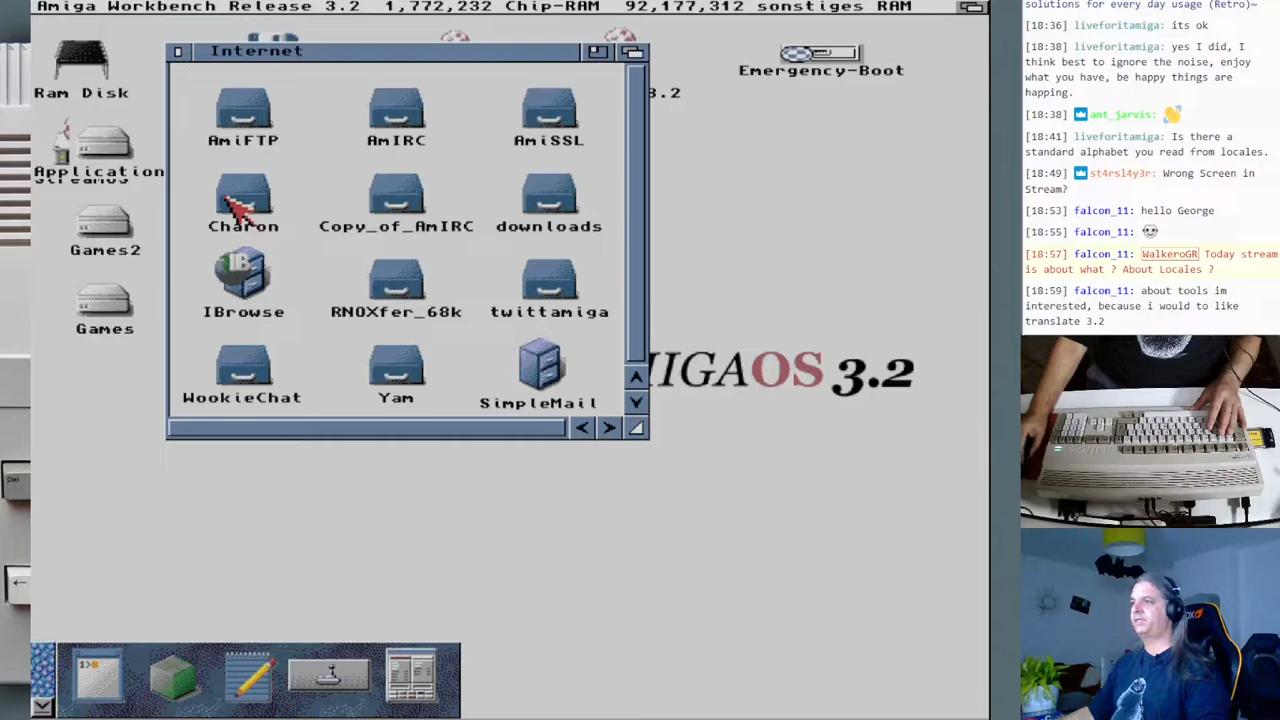 Amiga Workbench Release 3.2 1,772,232 Chip-RAM 92,177,312 sonstiges RAM
Internet
Ram Disk
Application
Games2
Games
Emergency-Boot
3.2
AmiFTP
AmIRC
AmiSSL
Charon
Copy_of_AmIRC
downloads
IBrowse
RNOXfer_68k
twittamiga
WookieChat
Yam
SimpleMail
MIGAOS 3.2
1>
IB
Del
solutions for every day usage (Retro)~
[18:36] liveforitamiga: its ok
[18:38] liveforitamiga: yes I did, I
think best to ignore the noise, enjoy
what you have, be happy things are
happing.
[18:38] ant_jarvis:
[18:41] liveforitamiga: Is there a
standard alphabet you read from locales.
[18:49] st4rsl4y3r: Wrong Screen in
Stream?
[18:53] falcon_11: hello George
[18:55] falcon_11:
[18:57] falcon_11: WalkeroGR Today stream
is about what ? About Locales ?
[18:59] falcon_11: about tools im
interested, because i would to like
translate 3.2